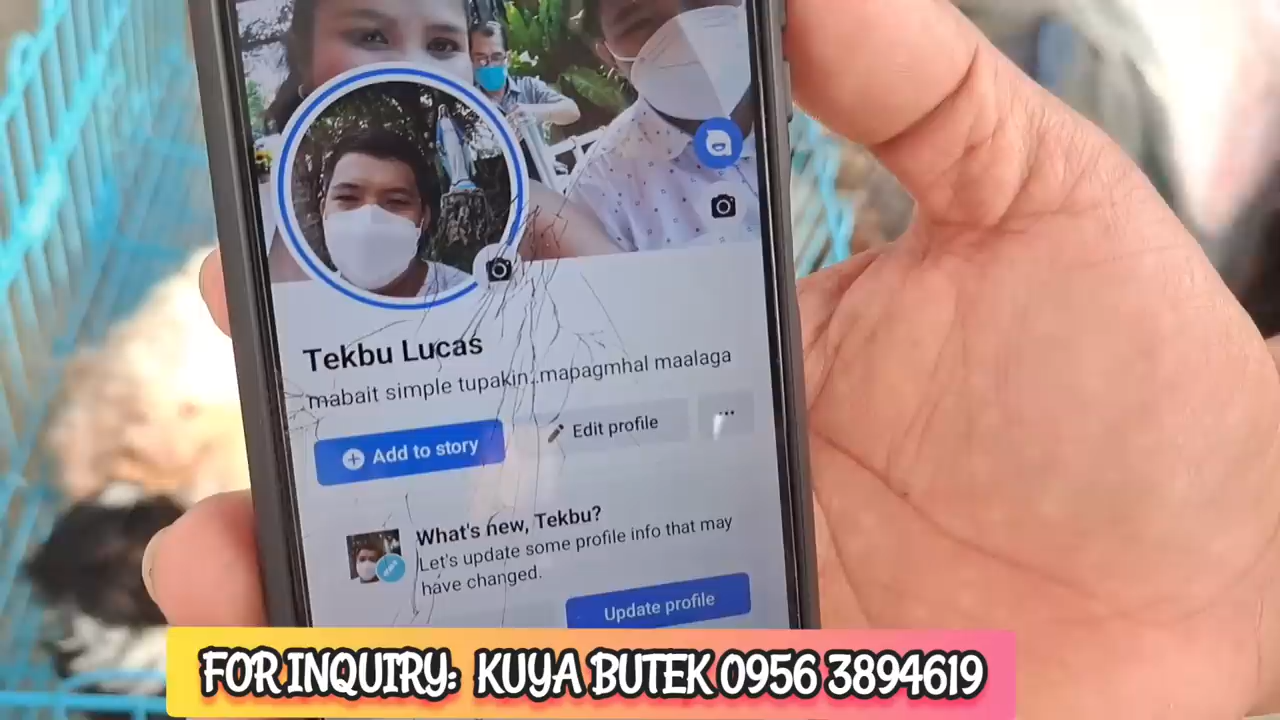 Tekbu Lucas
mabait simple tupakin..mapagmhal maalaga
Add to story
Edit profile
...
What's new, Tekbu?
Let's update some profile info that may
have changed.
Update profile
FOR INQUIRY: KUYA BUTEK 0956 3894619